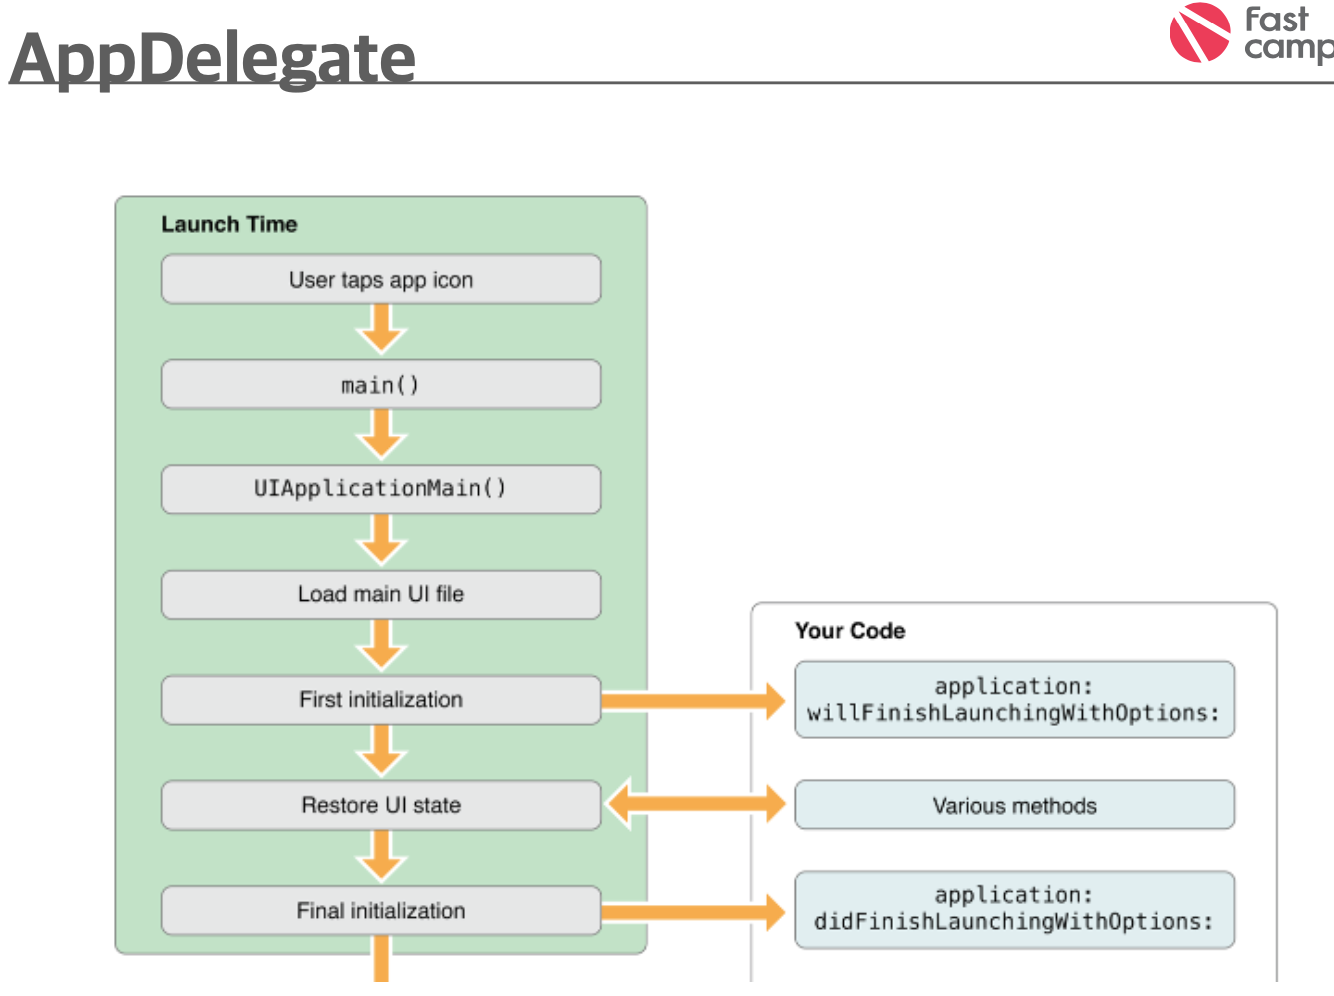 AppDelegate
Fast
camp
Launch Time
User taps app icon
main()
UIApplicationMain()
Load main UI file
First initialization
Restore UI state
Final initialization
Your Code
application:
willFinishLaunchingWithOptions:
Various methods
application:
didFinishLaunchingWithOptions: